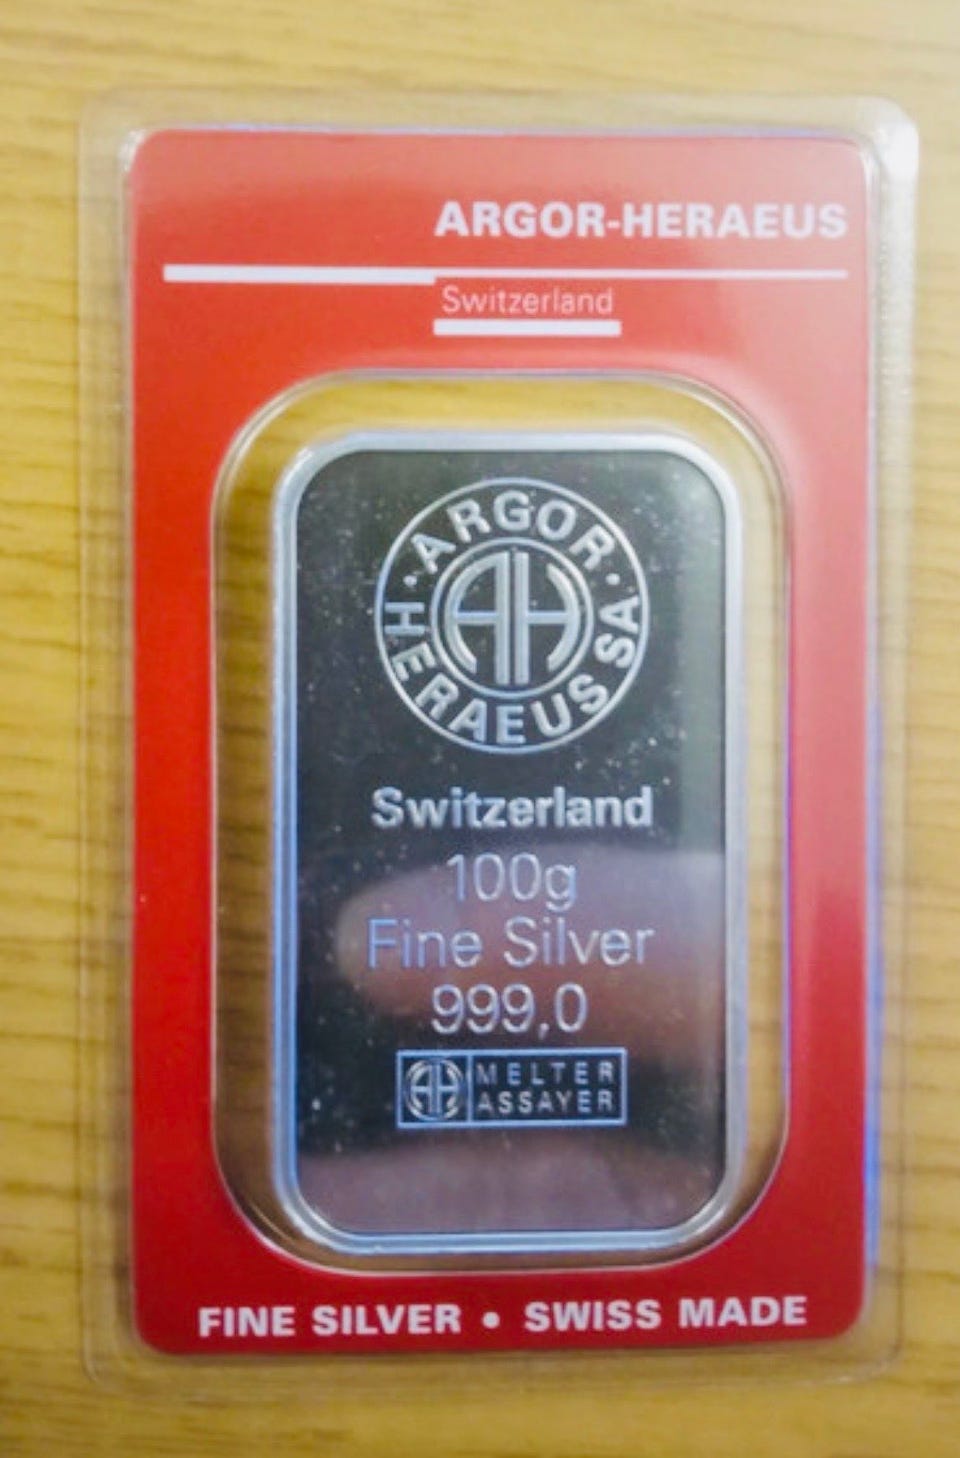 ARGOR-HERAEUS
Switzerland
·ARGOR·
HERAEUS SA
AH
Switzerland
100g
Fine Silver
999,0
AH MELTER
ASSAYER
FINE SILVER • SWISS MADE